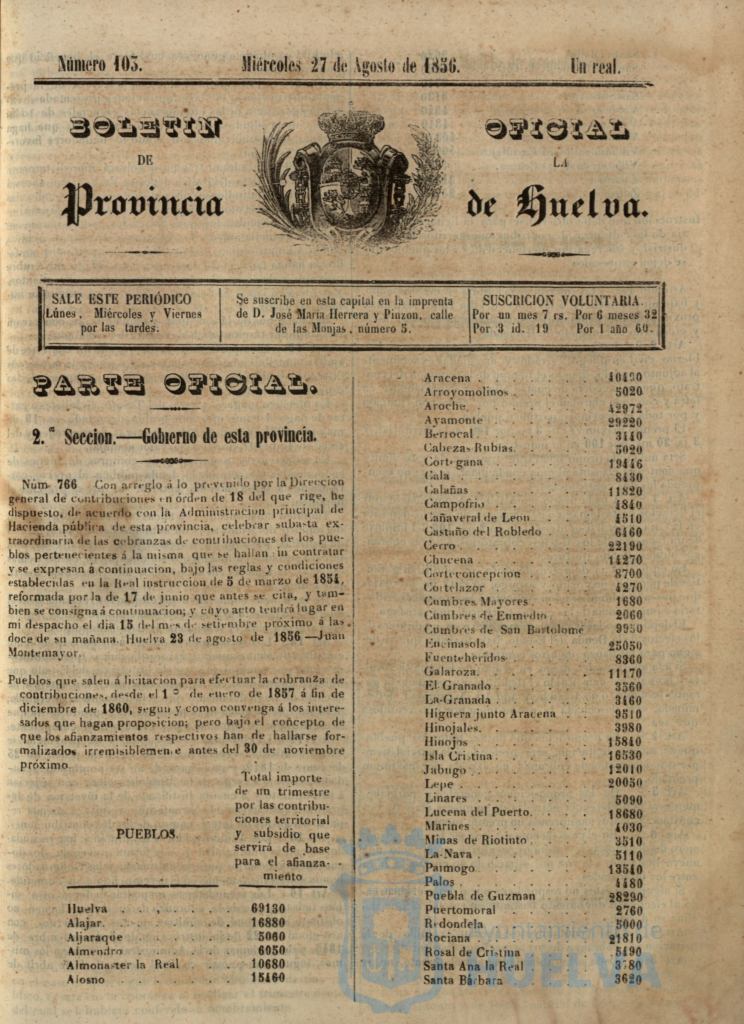 Número 103. Miércoles 27 de Agosto de 1856. Un real.
BOLETIN OFICIAL
DE LA
Provincia de Huelva.
SALE ESTE PERIÓDICO
Lúnes, Miércoles y Viernes
por las tardes.
Se suscribe en esta capital en la imprenta
de D. José María Herrera y Pinzon, calle
de las Monjas, número 5.
SUSCRICION VOLUNTARIA.
Por un mes 7 rs. Por 6 meses 32
Por 3 id. 19 Por 1 año 60.
PARTE OFICIAL.
2.ª Seccion.—Gobierno de esta provincia.
Núm 766 Con arreglo á lo prevenido por la Direccion
general de contribuciones en órden de 18 del que rige, he
dispuesto, de acuerdo con la Administracion principal de
Hacienda pública de esta provincia, celebrar subasta ex-
traordinaria de las cobranzas de contribuciones de los pue-
blos pertenecientes á la misma que se hallan in contratar
y se expresan á continuacion, bajo las reglas y condiciones
establecidas en la Real instruccion de 5 de marzo de 1854,
reformada por la de 17 de junio que antes se cita, y tam-
bien se consigna á continuacion; y cuyo acto tendrá lugar en
mi despacho el dia 15 del mes de setiembre próximo á las
doce de su mañana. Huelva 23 de agosto de 1856 —Juan
Montemayor.
Pueblos que salen á licitacion para efectuar la cobranza de
contribuciones, desde el 1º de enero de 1857 á fin de
diciembre de 1860, segun y como convenga á los intere-
sados que hagan proposicion; pero bajo el concepto de
que los afianzamientos respectivos han de hallarse for-
malizados irremisiblemen e antes del 30 de noviembre
próximo
PUEBLOS.
Total importe
de un trimestre
por las contribu-
ciones territorial
y subsidio que
servirá de base
para el afianza-
miento
Huelva 69130
Alajar. 16880
Aljaraque 5060
Almendro 6950
Almonaster la Real 10680
Alosno 15460
Aracena 40490
Arroyomolinos 5020
Aroche 42972
Ayamonte 29220
Berrocal 3140
Cabezas Rubias. 5020
Cortegana 19446
Cala 8430
Calañas 11820
Campofrio 4840
Cañaveral de Leon 4510
Castaño del Robledo 6460
Cerro 22190
Chucena 14270
Corteconcepcion 8700
Cortelazor 4270
Cumbres Mayores 1680
Cumbres de Enmedio 2060
Cumbres de San Bartolome 9950
Encinasola 25050
Fuenteheridos 8360
Galaroza. 11170
El Granado 3560
La Granada 3460
Higuera junto Aracena 9510
Hinojales. 3980
Hinojos 15840
Isla Cristina 16530
Jabugo 12010
Lepe 20050
Linares 5090
Lucena del Puerto. 18680
Marines 4030
Minas de Riotinto 3510
La Nava 5110
Paimogo 13540
Palos 4480
Puebla de Guzman 28290
Puertomoral 2760
Redondela 5000
Rociana 21810
Rosal de Cristina 5490
Santa Ana la Real 3780
Santa Bárbara 3620
Ayuntamiento de
HUELVA